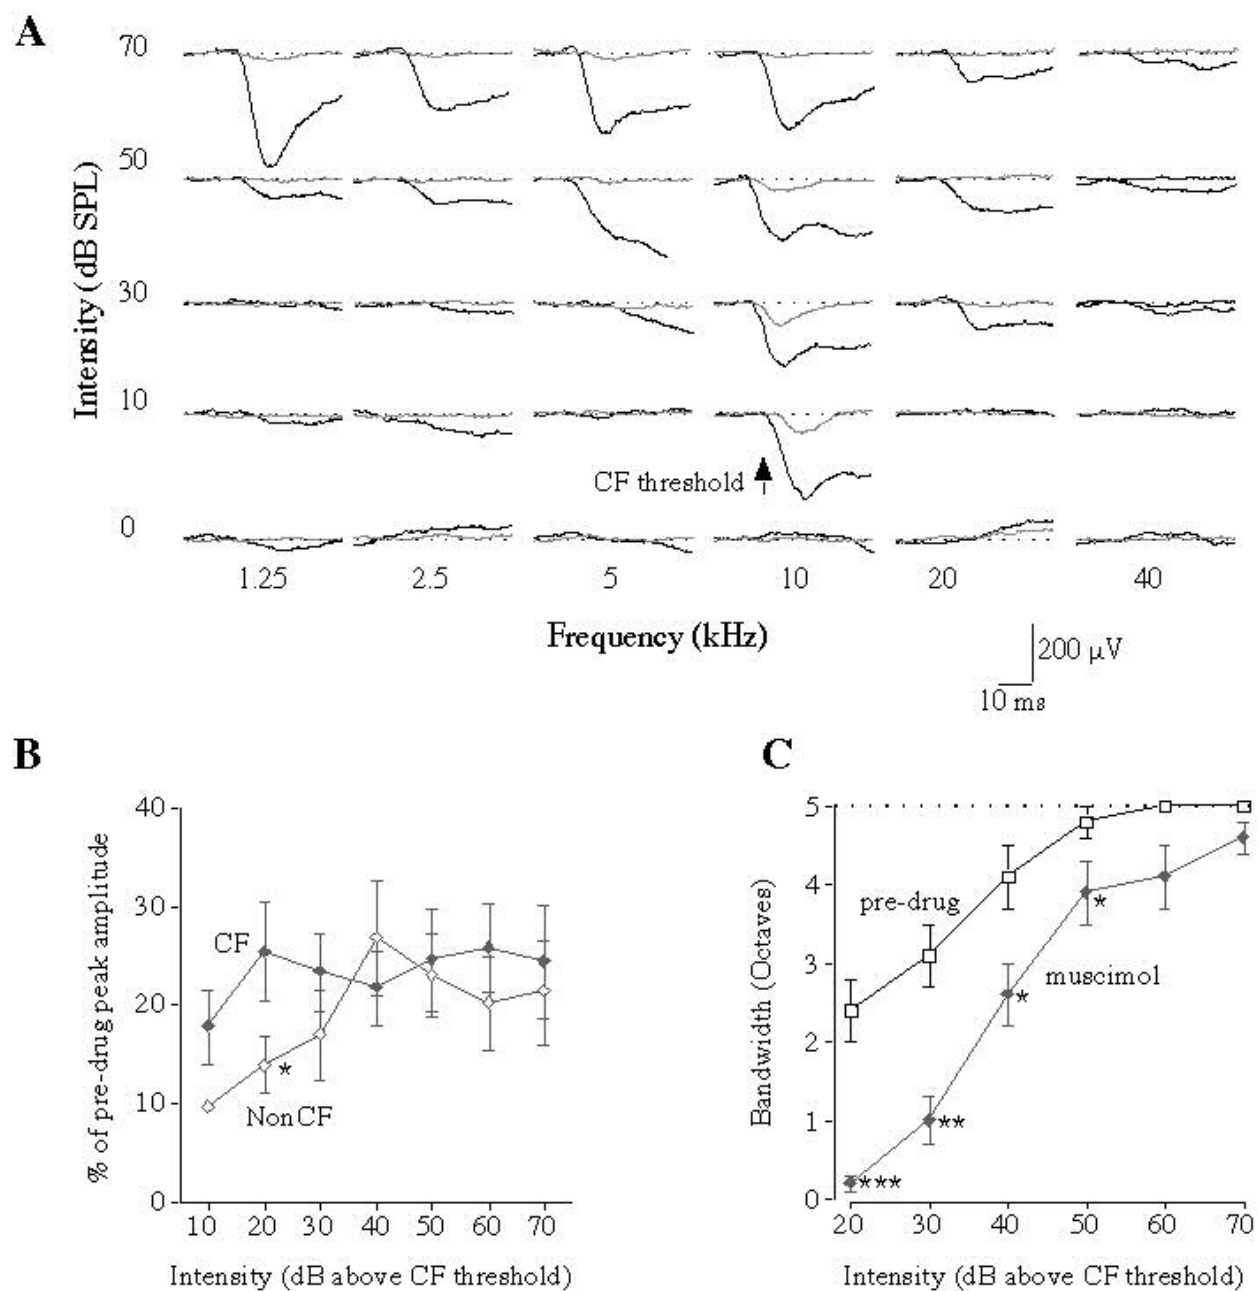 A
70
50
30
10
0
Intensity (dB SPL)
CF threshold
1.25 2.5 5 10 20 40
Frequency (kHz)
200 µV
10 ms
B
40
30
20
10
0
% of pre-drug peak amplitude
CF
*
NonCF
10 20 30 40 50 60 70
Intensity (dB above CF threshold)
C
5
4
3
2
1
0
Bandwidth (Octaves)
pre-drug
*
muscimol
*
**
***
20 30 40 50 60 70
Intensity (dB above CF threshold)